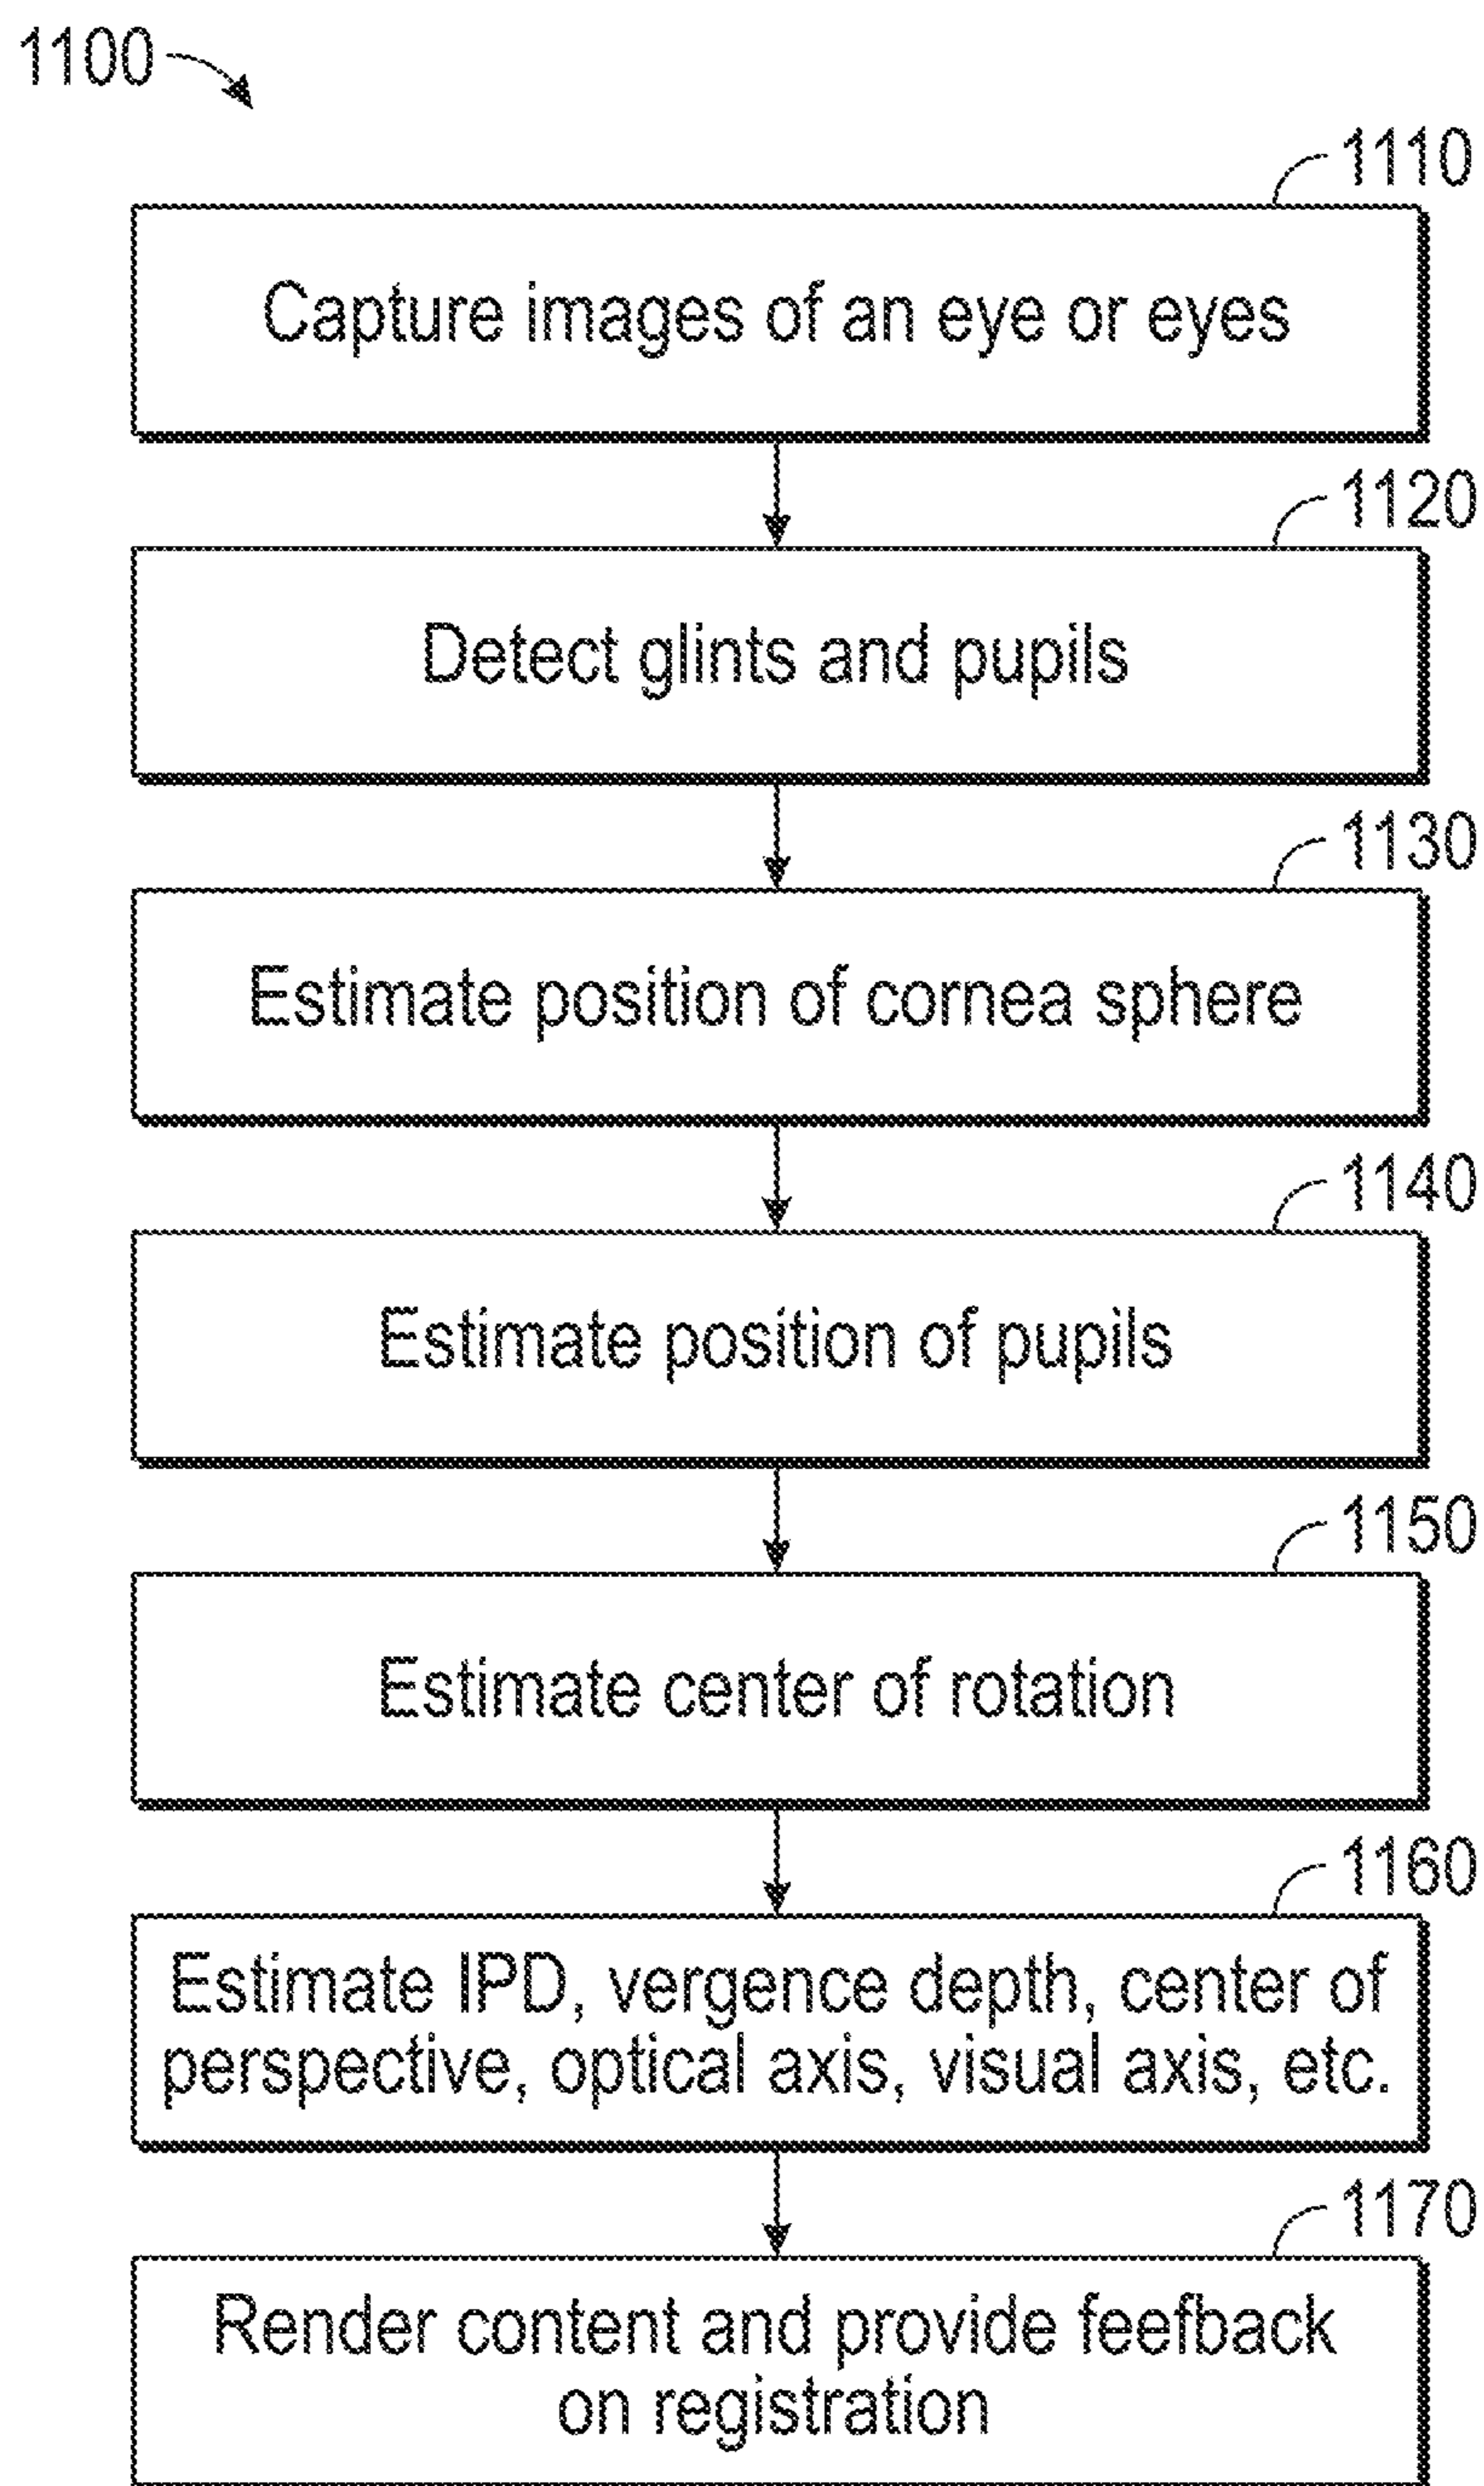 1100
1110
Capture images of an eye or eyes
1120
Detect glints and pupils
1130
Estimate position of cornea sphere
1140
Estimate position of pupils
1150
Estimate center of rotation
1160
Estimate IPD, vergence depth, center of
perspective, optical axis, visual axis, etc.
1170
Render content and provide feefback
on registration